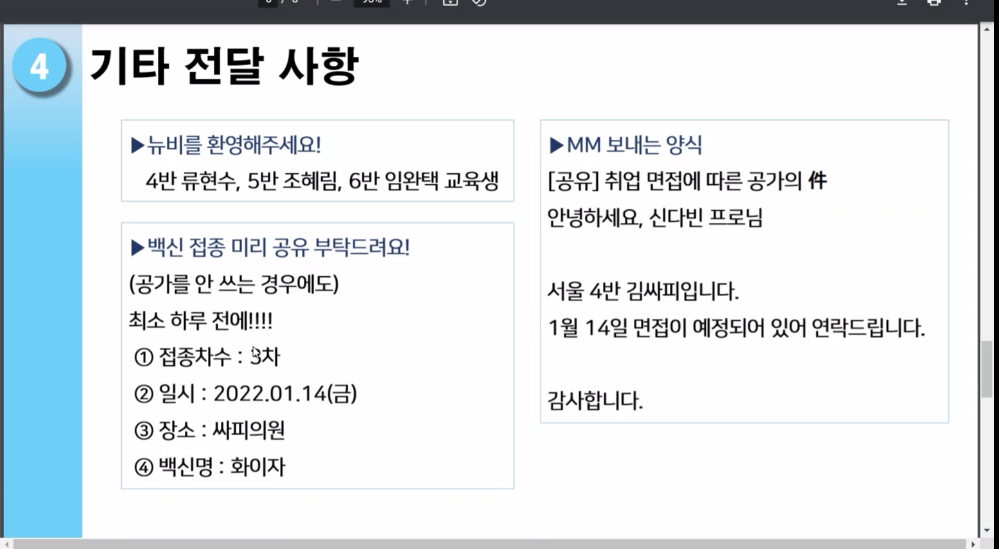 4
기타 전달 사항
▶뉴비를 환영해주세요!
4반 류현수, 5반 조혜림, 6반 임완택 교육생
▶백신 접종 미리 공유 부탁드려요!
(공가를 안 쓰는 경우에도)
최소 하루 전에!!!!
① 접종차수 : 3차
② 일시 : 2022.01.14(금)
③ 장소 : 싸피의원
④ 백신명 : 화이자
▶MM 보내는 양식
[공유] 취업 면접에 따른 공가의 件
안녕하세요, 신다빈 프로님
서울 4반 김싸피입니다.
1월 14일 면접이 예정되어 있어 연락드립니다.
감사합니다.